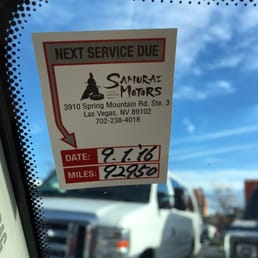 NEXT SERVICE DUE
SAMURAI
MOTORS
3910 Spring Mountain Rd. Ste. 3
Las Vegas, NV 89102
702-238-4018
DATE: 9.1.16
MILES: 92950